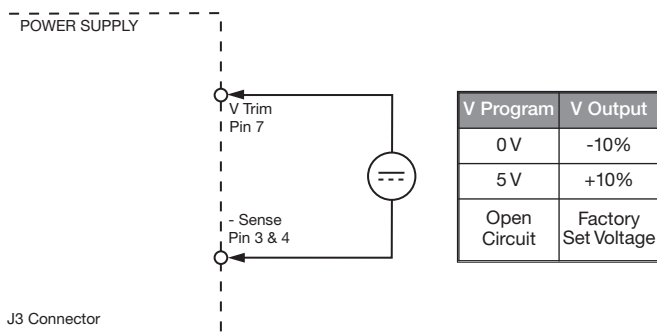 POWER SUPPLY
V Trim
Pin 7
- Sense
Pin 3 & 4
J3 Connector
V Program V Output
0 V -10%
5 V +10%
Open Circuit Factory Set Voltage